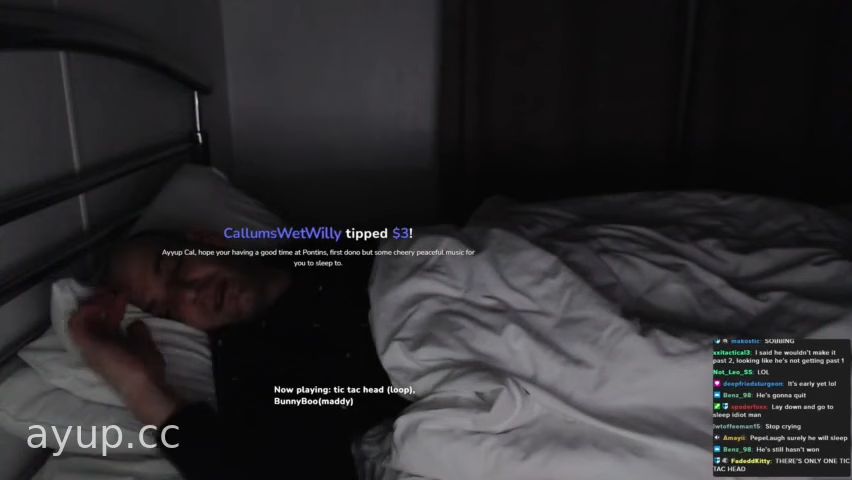 CallumsWetWilly tipped $3!
Ayyup Cal, hope your having a good time at Pontins, first dono but some cheery peaceful music for
you to sleep to.
Now playing: tic tac head (loop),
BunnyBoo(maddy)
ayup.cc
makostic: SOBBING
xxitactical3: I said he wouldn't make it
past 2, looking like he's not getting past 1
Not_Leo_SS: LOL
deepfriedsturgeon: It's early yet lol
Benz_98: He's gonna quit
Lay down and go to
sleep idiot man
lwtoffeeman15: Stop crying
Amayii: PepeLaugh surely he will sleep
Benz_98: He's still hasn't won
FadeddKitty: THERE'S ONLY ONE TIC
TAC HEAD